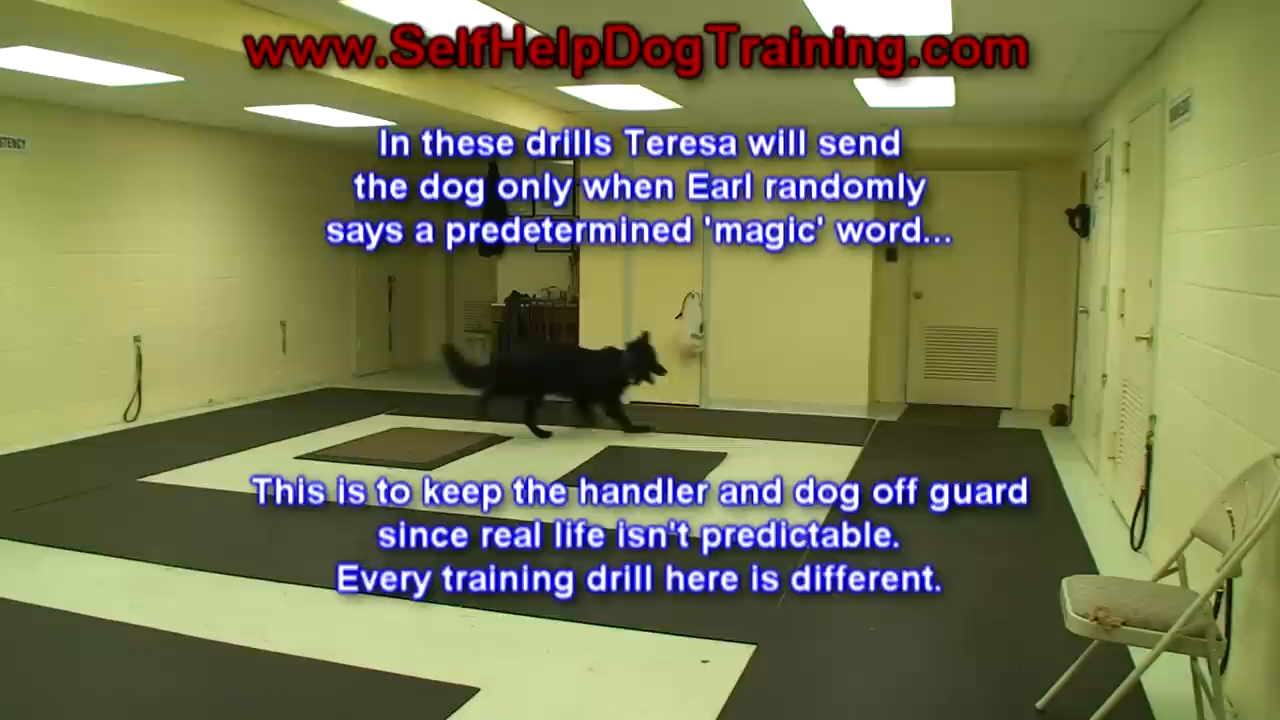 www.SelfHelpDogTraining.com
In these drills Teresa will send
the dog only when Earl randomly
says a predetermined 'magic' word...
STENCY
This is to keep the handler and dog off guard
since real life isn't predictable.
Every training drill here is different.